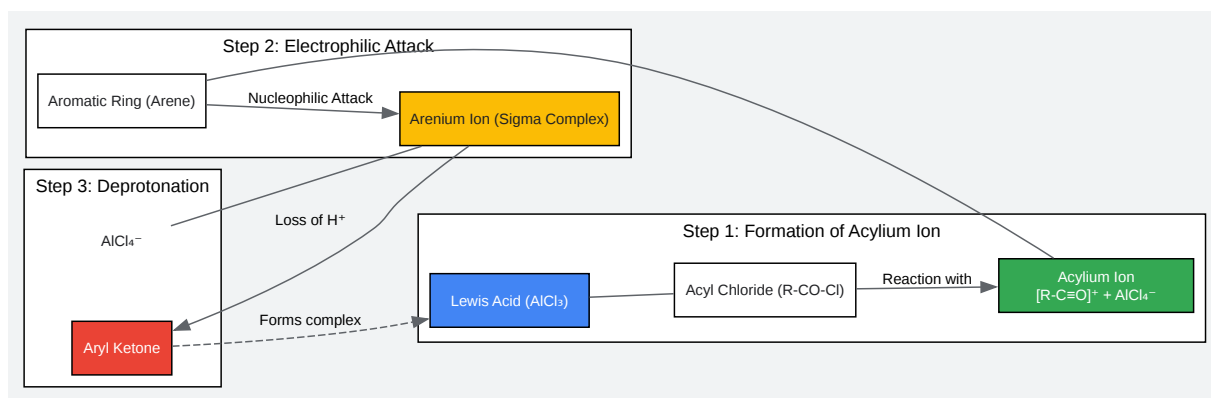 Step 2: Electrophilic Attack
Aromatic Ring (Arene)
Nucleophilic Attack
Arenium Ion (Sigma Complex)
Step 3: Deprotonation
AlCl₄⁻
Loss of H⁺
Aryl Ketone
Forms complex
Step 1: Formation of Acylium Ion
Lewis Acid (AlCl₃)
Acyl Chloride (R-CO-Cl)
Reaction with
Acylium Ion
[R-C≡O]⁺ + AlCl₄⁻